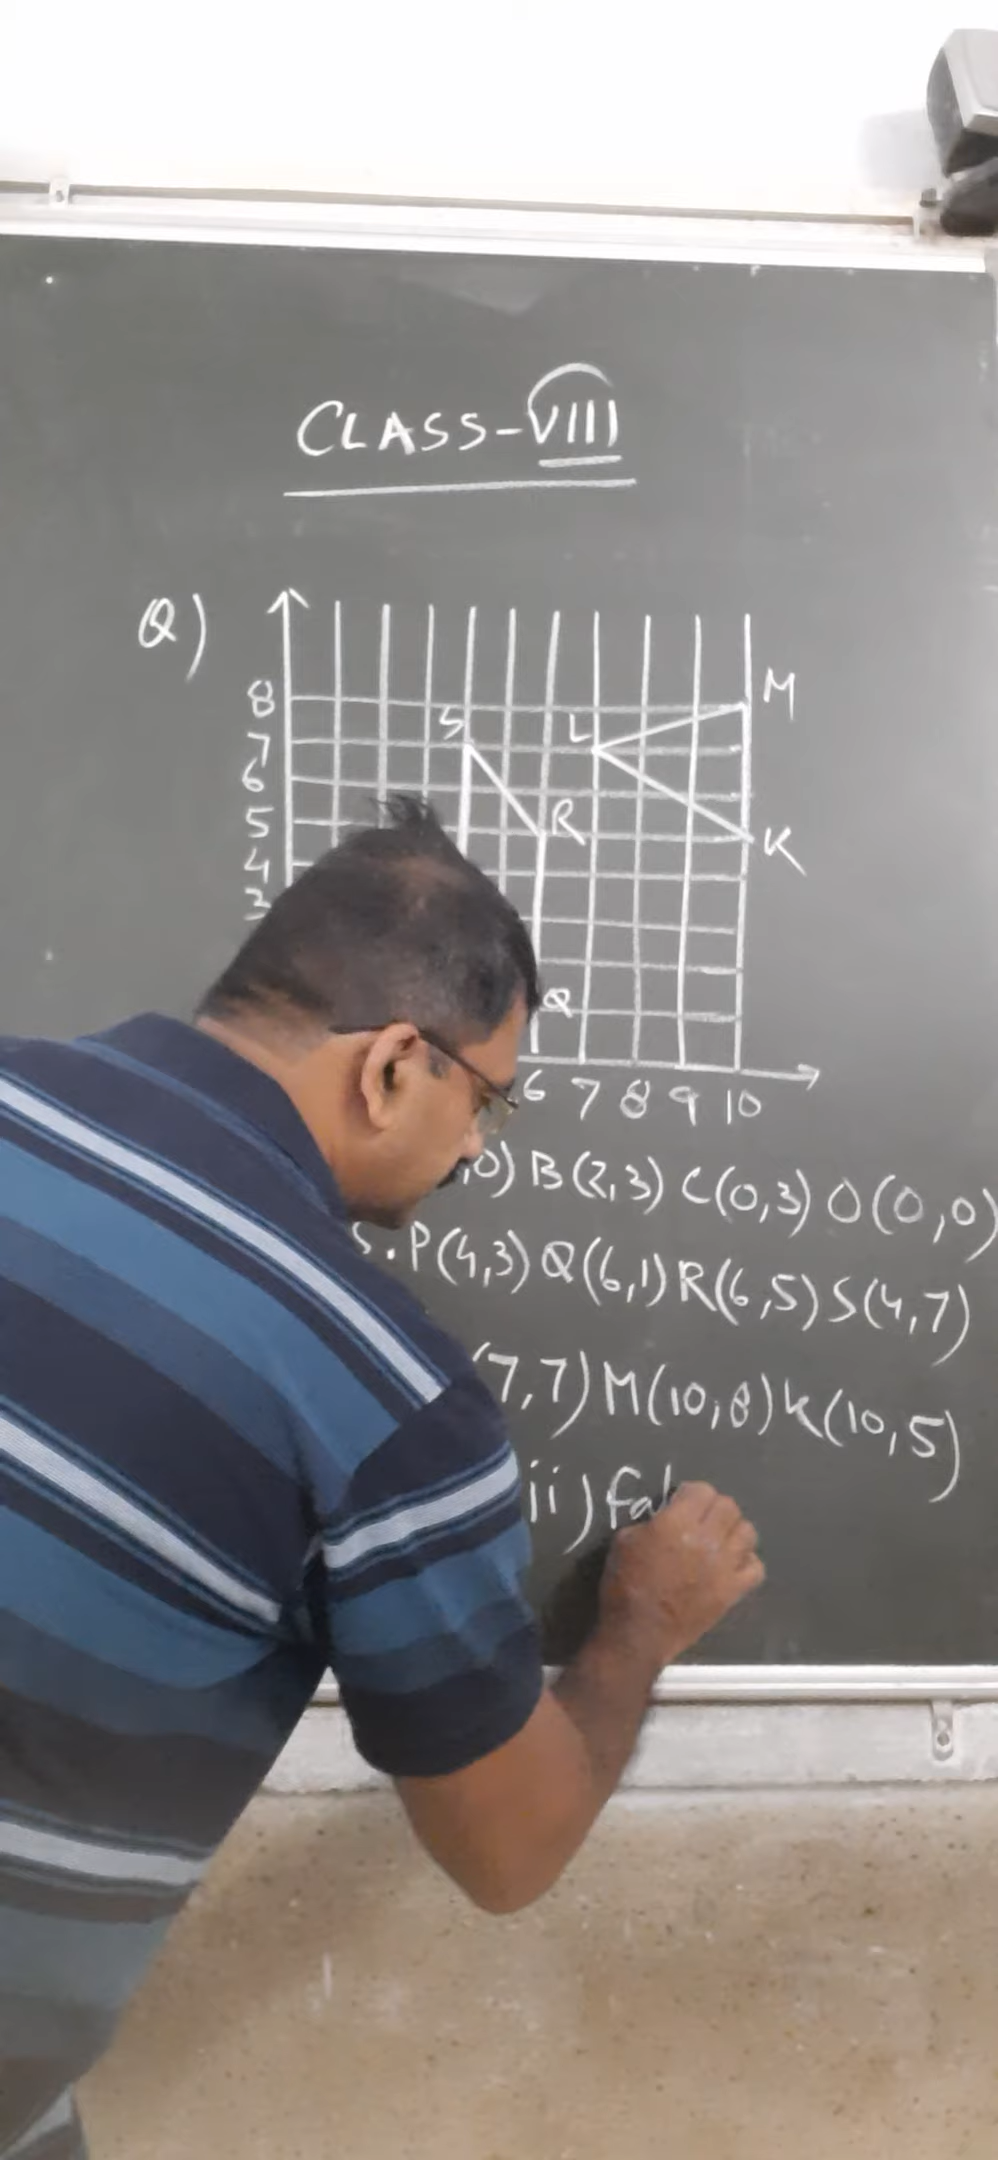 CLASS-VIII
Q)
M
8
S L
7
6
5 R K
4
3
Q
6 7 8 9 10
,0) B(2,3) C(0,3) O(0,0)
S. P(4,3) Q(6,1) R(6,5) S(4,7)
(7,7) M(10,8) K(10,5)
ii) fal